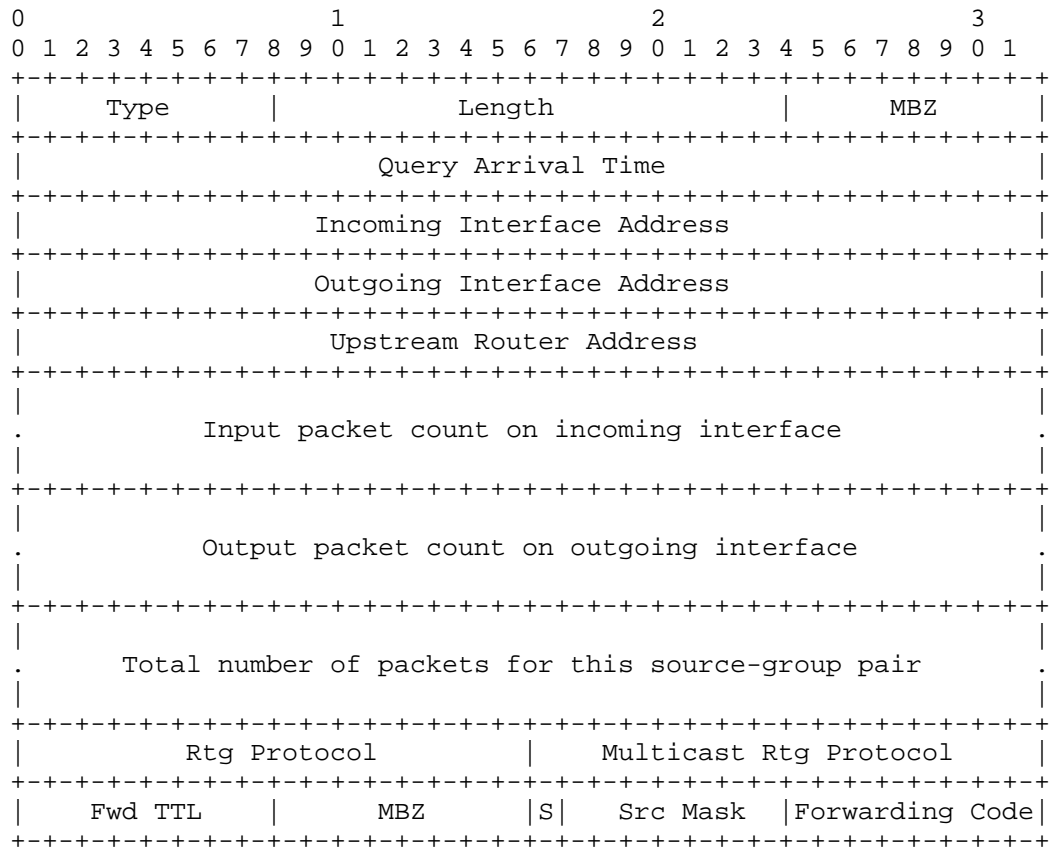 0                   1                   2                   3
0 1 2 3 4 5 6 7 8 9 0 1 2 3 4 5 6 7 8 9 0 1 2 3 4 5 6 7 8 9 0 1
+-+-+-+-+-+-+-+-+-+-+-+-+-+-+-+-+-+-+-+-+-+-+-+-+-+-+-+-+-+-+-+-+
|      Type     |           Length              |      MBZ      |
+-+-+-+-+-+-+-+-+-+-+-+-+-+-+-+-+-+-+-+-+-+-+-+-+-+-+-+-+-+-+-+-+
|                      Query Arrival Time                       |
+-+-+-+-+-+-+-+-+-+-+-+-+-+-+-+-+-+-+-+-+-+-+-+-+-+-+-+-+-+-+-+-+
|                  Incoming Interface Address                   |
+-+-+-+-+-+-+-+-+-+-+-+-+-+-+-+-+-+-+-+-+-+-+-+-+-+-+-+-+-+-+-+-+
|                  Outgoing Interface Address                   |
+-+-+-+-+-+-+-+-+-+-+-+-+-+-+-+-+-+-+-+-+-+-+-+-+-+-+-+-+-+-+-+-+
|                   Upstream Router Address                     |
+-+-+-+-+-+-+-+-+-+-+-+-+-+-+-+-+-+-+-+-+-+-+-+-+-+-+-+-+-+-+-+-+
|                                                               |
.           Input packet count on incoming interface            .
|                                                               |
+-+-+-+-+-+-+-+-+-+-+-+-+-+-+-+-+-+-+-+-+-+-+-+-+-+-+-+-+-+-+-+-+
|                                                               |
.           Output packet count on outgoing interface           .
|                                                               |
+-+-+-+-+-+-+-+-+-+-+-+-+-+-+-+-+-+-+-+-+-+-+-+-+-+-+-+-+-+-+-+-+
|                                                               |
.      Total number of packets for this source-group pair       .
|                                                               |
+-+-+-+-+-+-+-+-+-+-+-+-+-+-+-+-+-+-+-+-+-+-+-+-+-+-+-+-+-+-+-+-+
|          Rtg Protocol         |    Multicast Rtg Protocol     |
+-+-+-+-+-+-+-+-+-+-+-+-+-+-+-+-+-+-+-+-+-+-+-+-+-+-+-+-+-+-+-+-+
|    Fwd TTL    |      MBZ      |S|   Src Mask  |Forwarding Code|
+-+-+-+-+-+-+-+-+-+-+-+-+-+-+-+-+-+-+-+-+-+-+-+-+-+-+-+-+-+-+-+-+